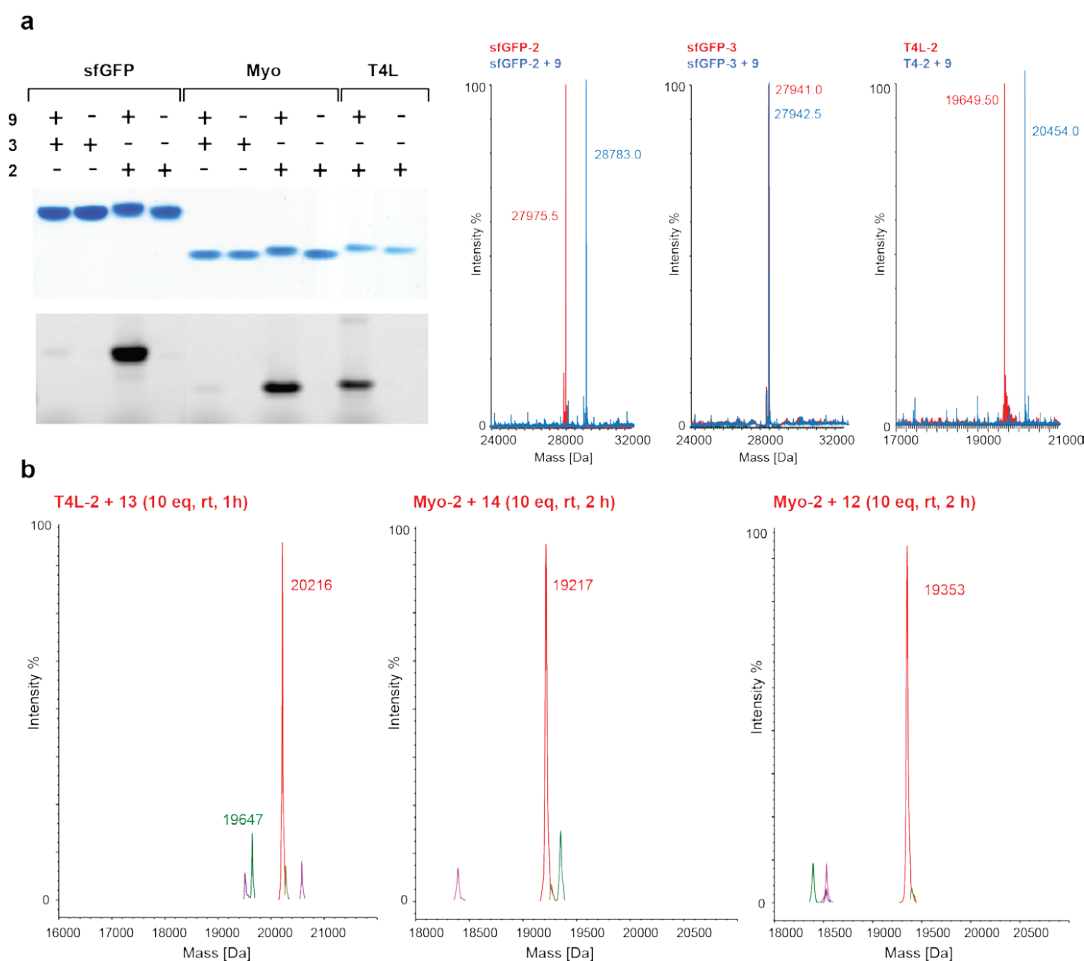 a
sfGFP Myo T4L
9 + - + - + - + - + -
3 + + - - + + - - - -
2 - - + + - - + + + +
sfGFP-2
sfGFP-2 + 9
100
Intensity %
0
27975.5
28783.0
24000 28000 32000
Mass [Da]
sfGFP-3
sfGFP-3 + 9
100
Intensity %
0
27941.0
27942.5
24000 28000 32000
Mass [Da]
T4L-2
T4-2 + 9
100
Intensity %
0
19649.50
20454.0
17000 19000 21000
Mass [Da]
b
T4L-2 + 13 (10 eq, rt, 1h)
100
Intensity %
0
20216
19647
16000 17000 18000 19000 20000 21000
Mass [Da]
Myo-2 + 14 (10 eq, rt, 2 h)
100
Intensity %
0
19217
18000 18500 19000 19500 20000 20500
Mass [Da]
Myo-2 + 12 (10 eq, rt, 2 h)
100
Intensity %
0
19353
18000 18500 19000 19500 20000 20500
Mass [Da]